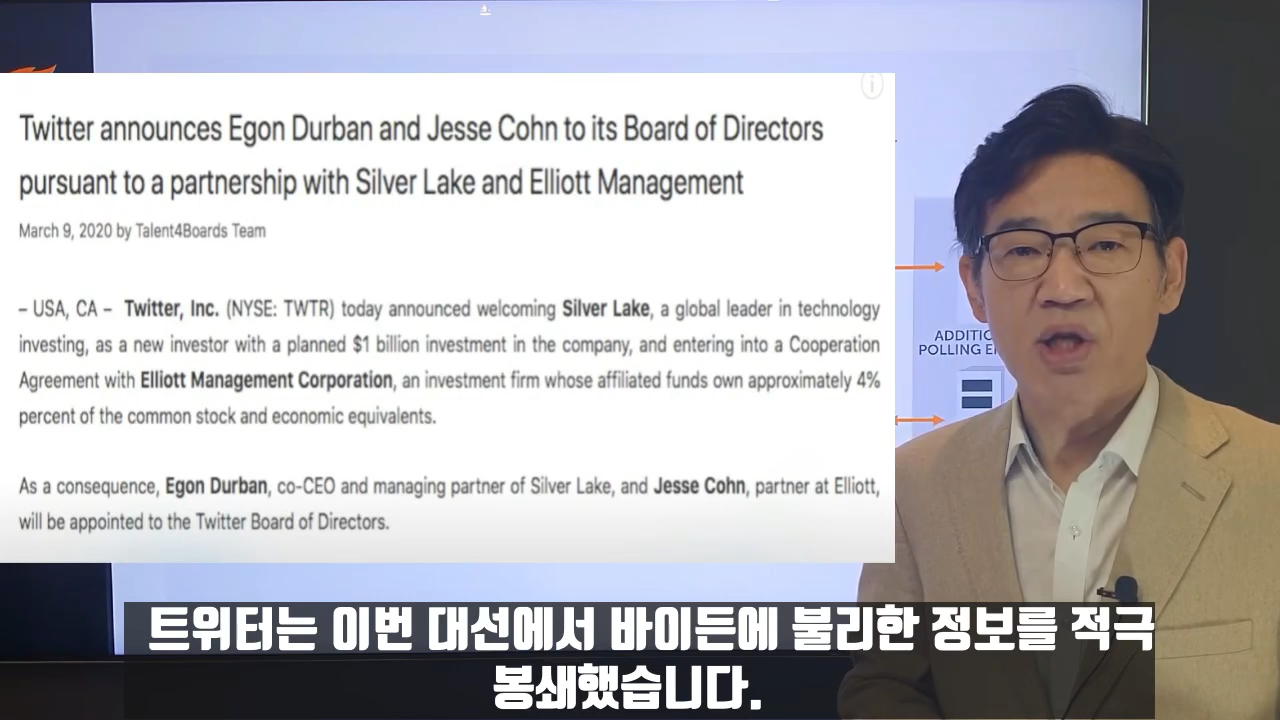 Twitter announces Egon Durban and Jesse Cohn to its Board of Directors
pursuant to a partnership with Silver Lake and Elliott Management
March 9, 2020 by Talent4Boards Team
– USA, CA – Twitter, Inc. (NYSE: TWTR) today announced welcoming Silver Lake, a global leader in technology
investing, as a new investor with a planned $1 billion investment in the company, and entering into a Cooperation
Agreement with Elliott Management Corporation, an investment firm whose affiliated funds own approximately 4%
percent of the common stock and economic equivalents.
As a consequence, Egon Durban, co-CEO and managing partner of Silver Lake, and Jesse Cohn, partner at Elliott,
will be appointed to the Twitter Board of Directors.
POLLING
트위터는 이번 대선에서 바이든에 불리한 정보를 적극
봉쇄했습니다.